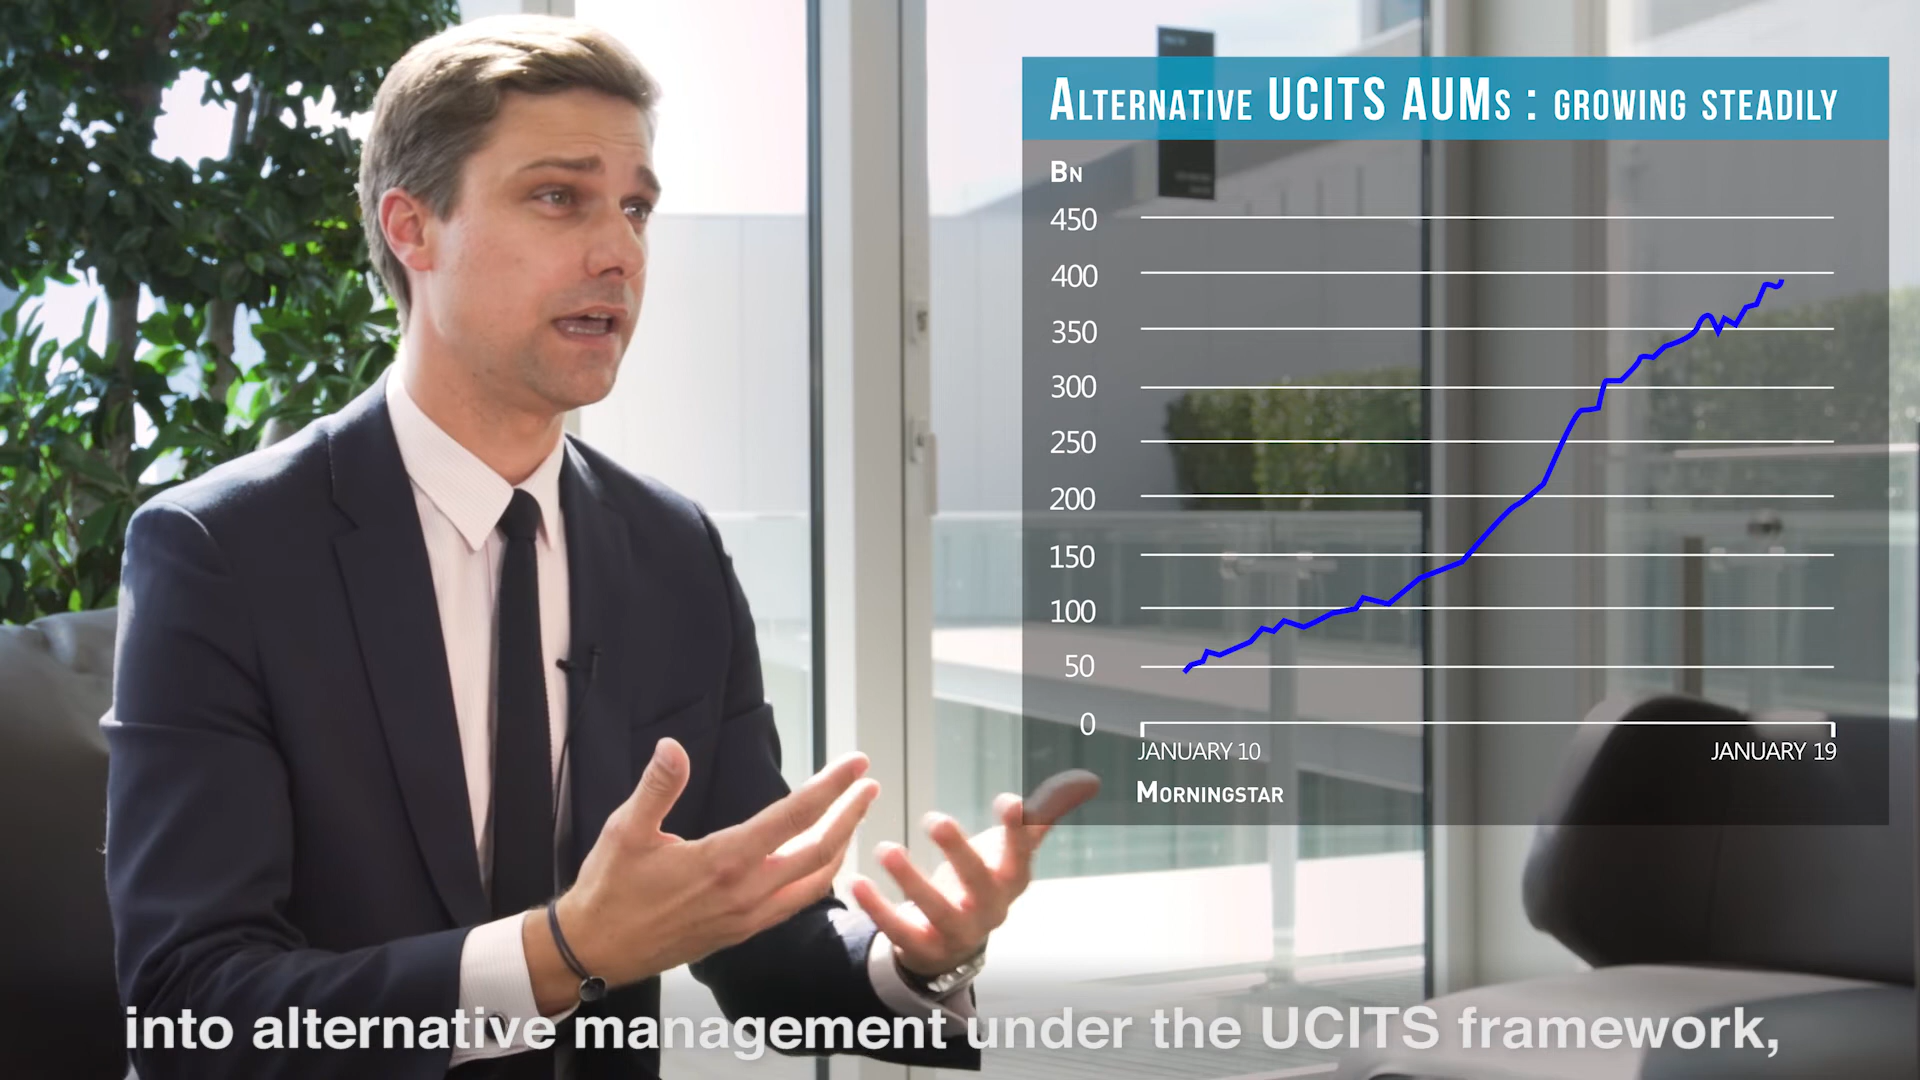 ALTERNATIVE UCITS AUMs : GROWING STEADILY
BN
450
400
350
300
250
200
150
100
50
0
JANUARY 10 JANUARY 19
MORNINGSTAR
into alternative management under the UCITS framework,